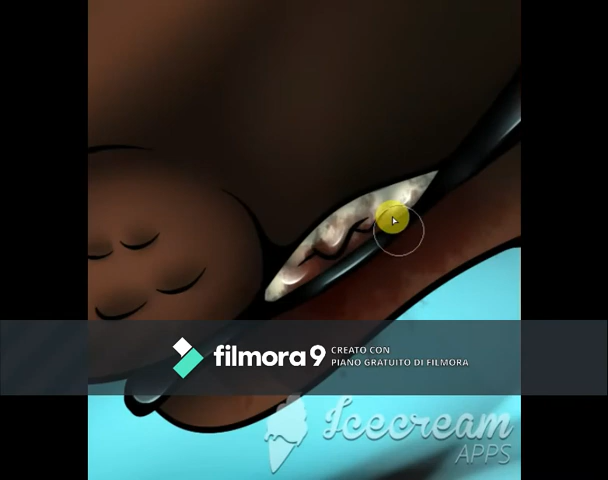 filmora9
CREATO CON
PIANO GRATUITO DI FILMORA
Icecream
APPS